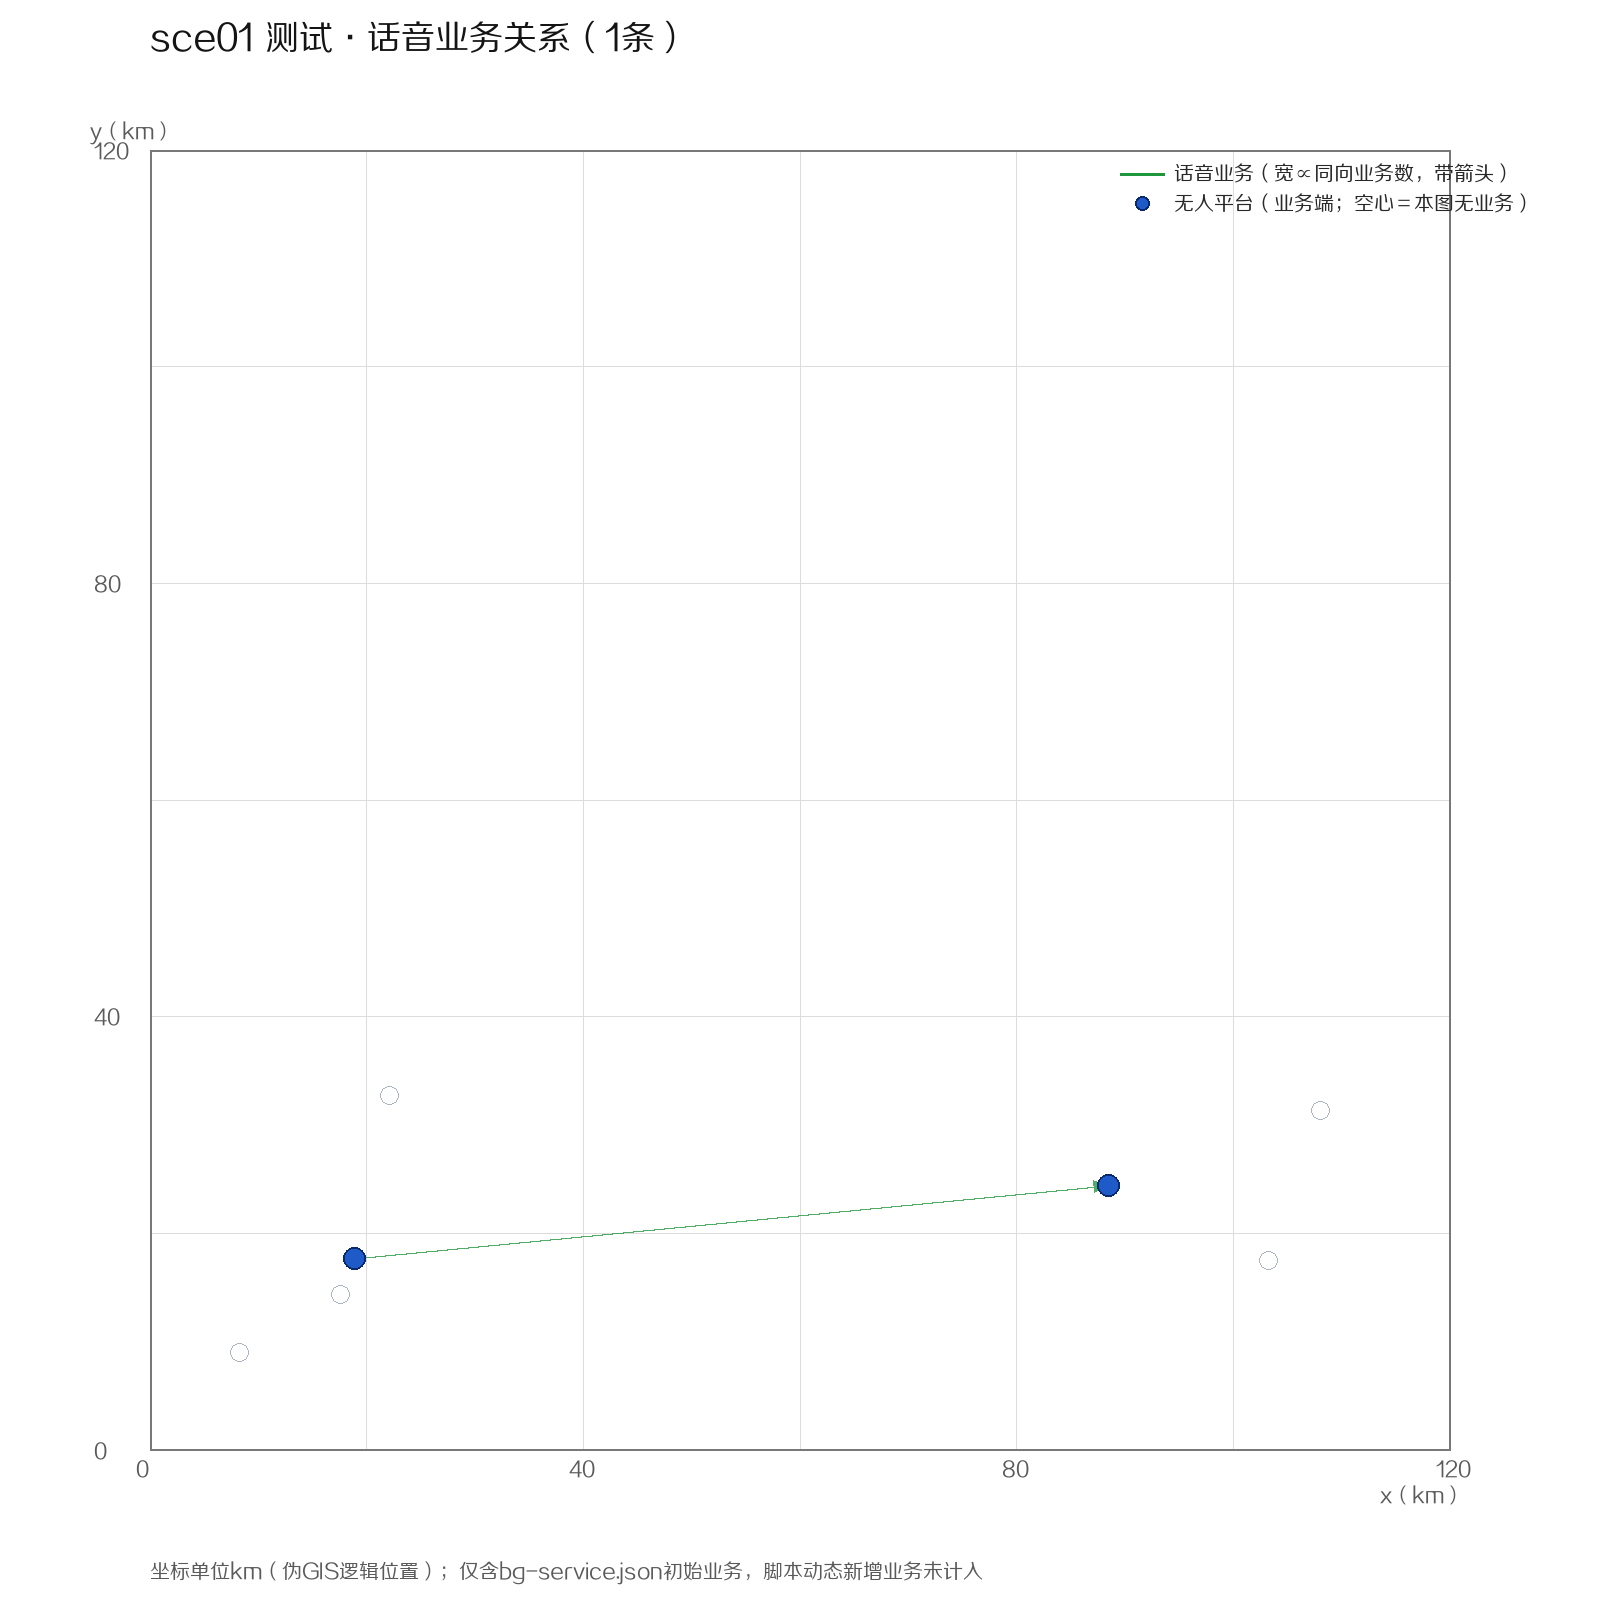 sce01 测试 · 话音业务关系（1条）
y（km）
120
话音业务（宽∝同向业务数，带箭头）
无人平台（业务端；空心＝本图无业务）
80
40
0
0 40 80 120
x（km）
坐标单位km（伪GIS逻辑位置）；仅含bg-service.json初始业务，脚本动态新增业务未计入